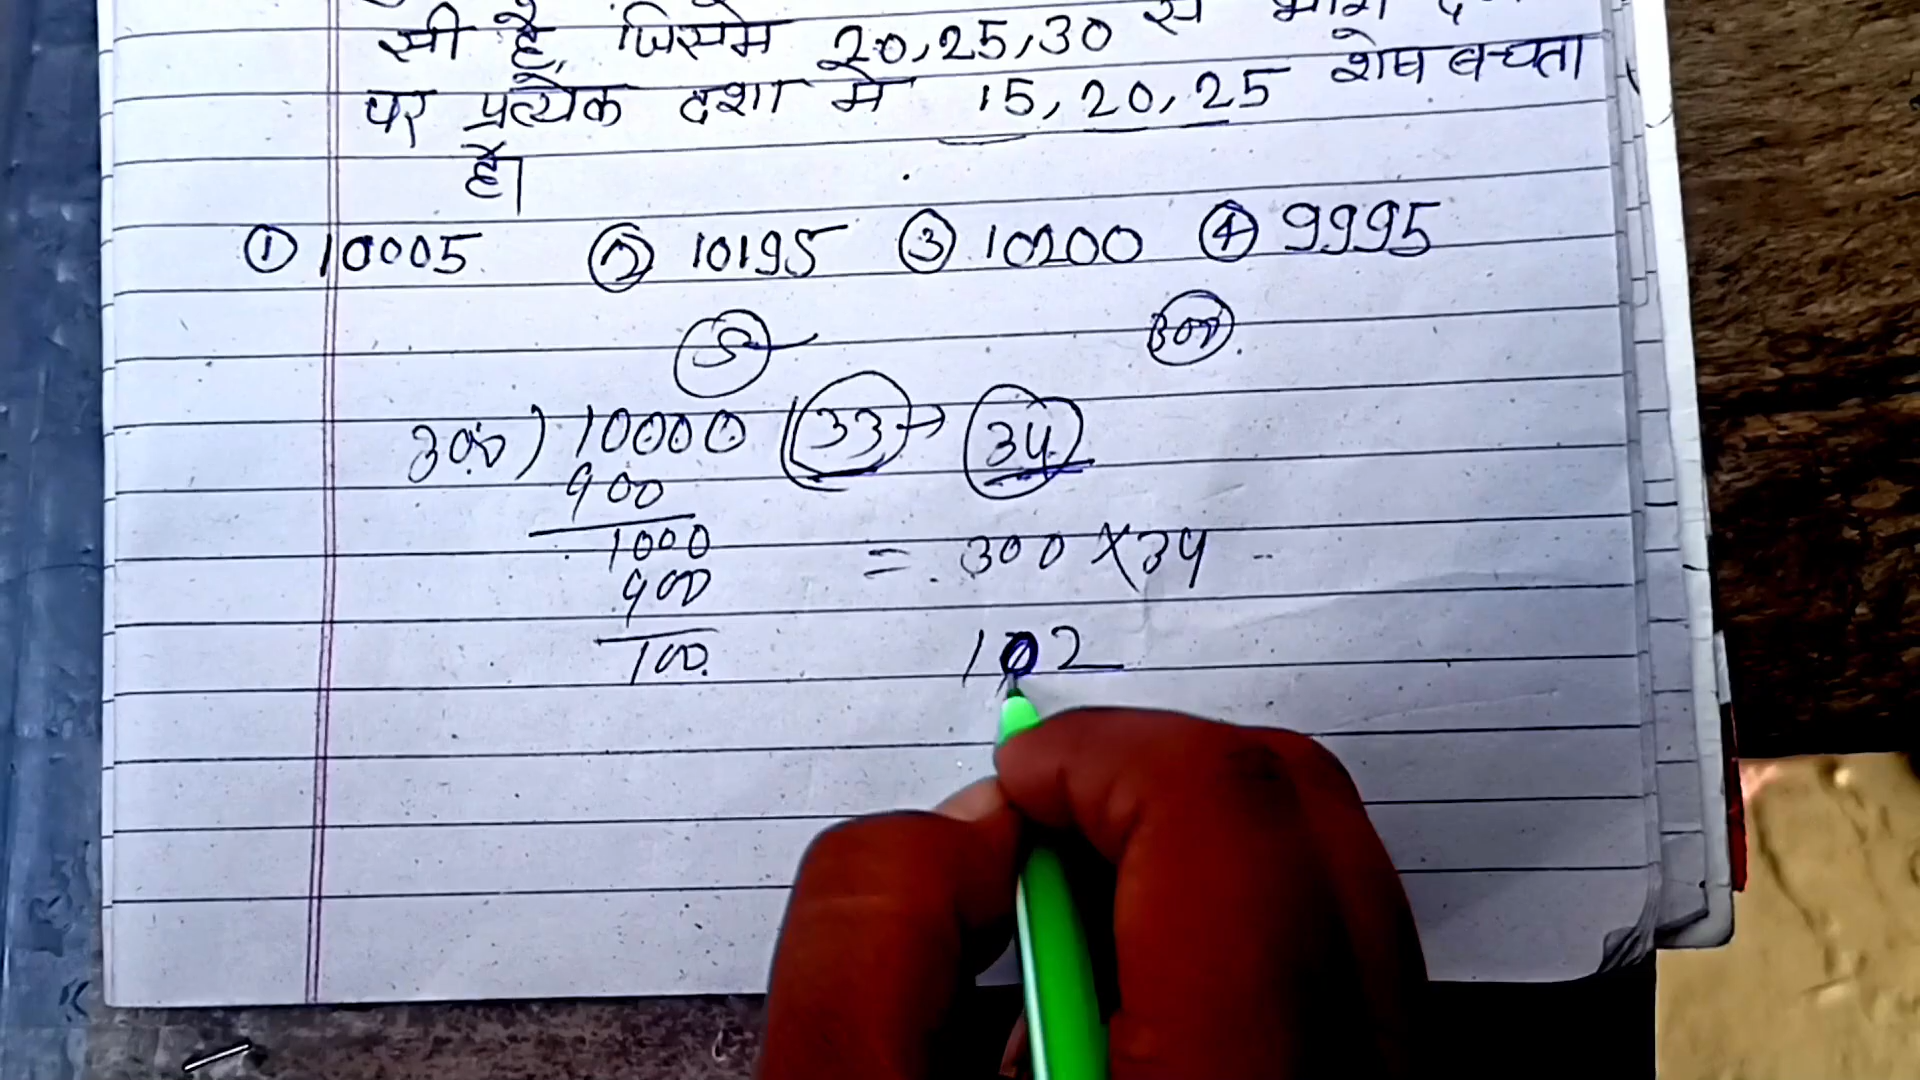 सी है, जिसमे 20,25,30 से भाग
पर प्रत्येक दशा मे 15,20,25 शेष बचता
है।
① 10005 ② 10195 ③ 10200 ④ 9995
5 300
300 ) 10000 ( 33 → 34
900
1000 = 300 × 34
900
100 102